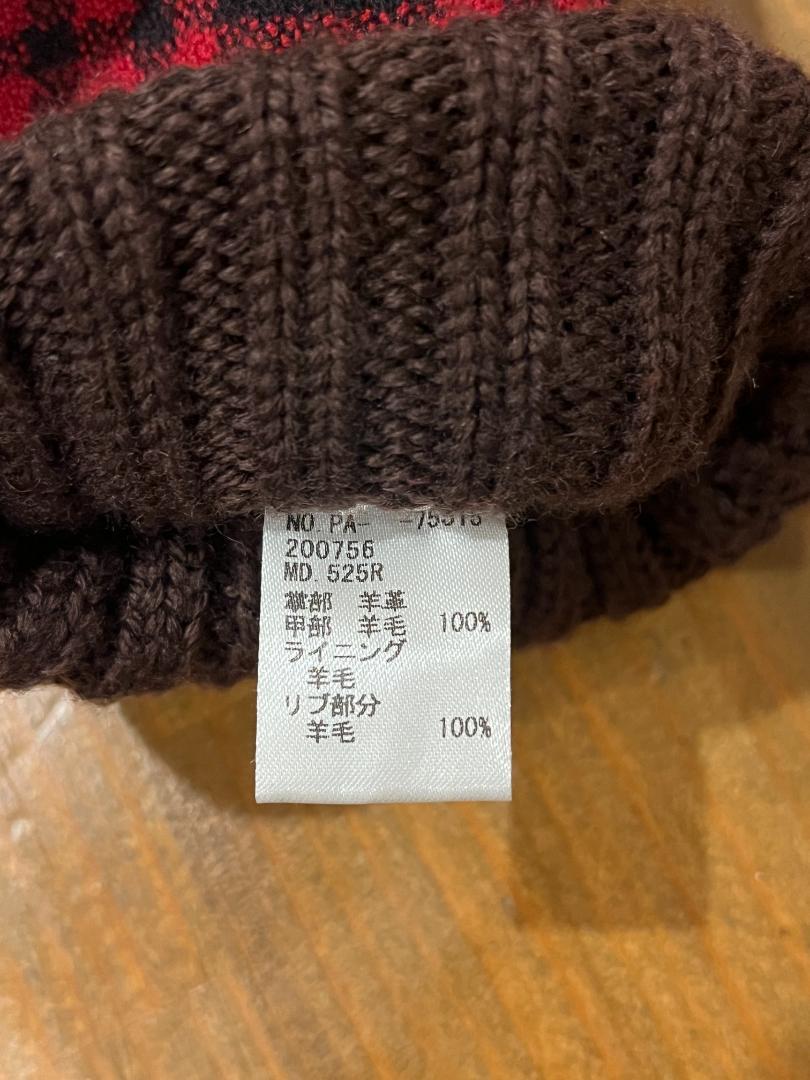 NO. PA-
200756
MD. 525R
掌部 羊革
甲部 羊毛 100%
ライニング
羊毛
リブ部分
羊毛 100%